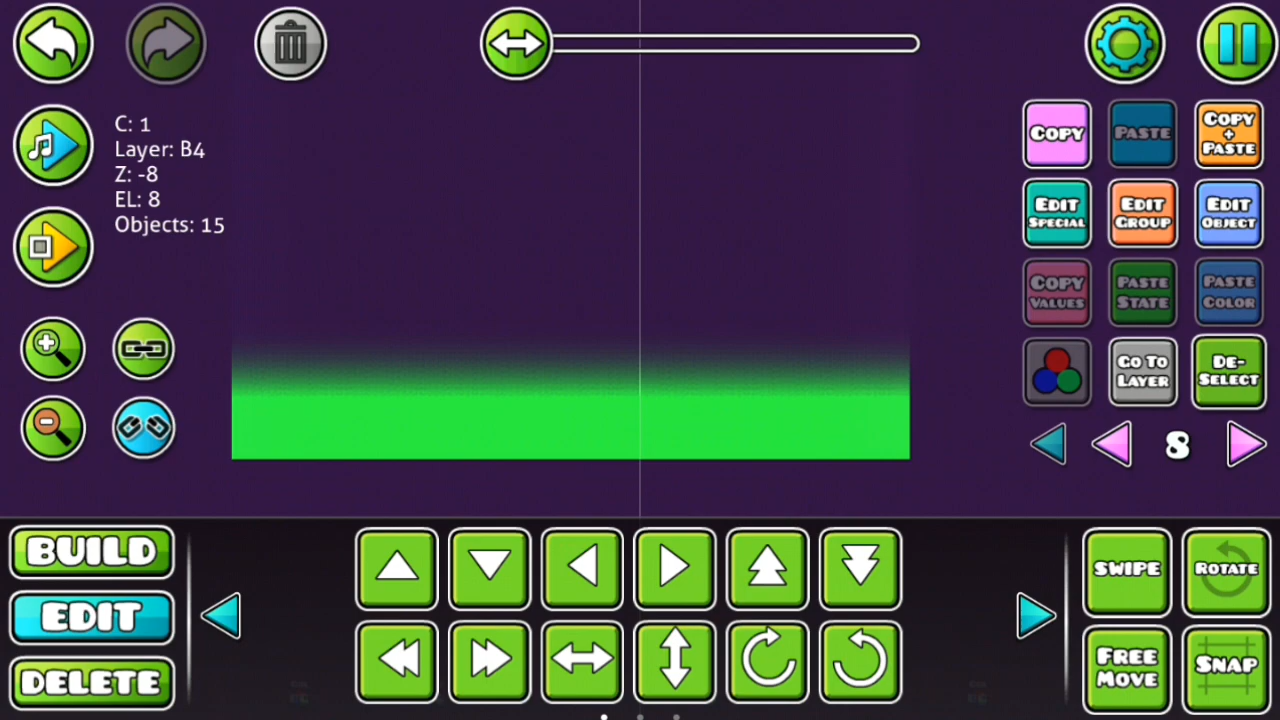 C: 1
Layer: B4
Z: -8
EL: 8
Objects: 15
COPY
PASTE
COPY
+
PASTE
EDIT
SPECIAL
EDIT
GROUP
EDIT
OBJECT
COPY
VALUES
PASTE
STATE
PASTE
COLOR
GO TO
LAYER
DE-
SELECT
8
BUILD
EDIT
DELETE
SWIPE
ROTATE
FREE
MOVE
SNAP